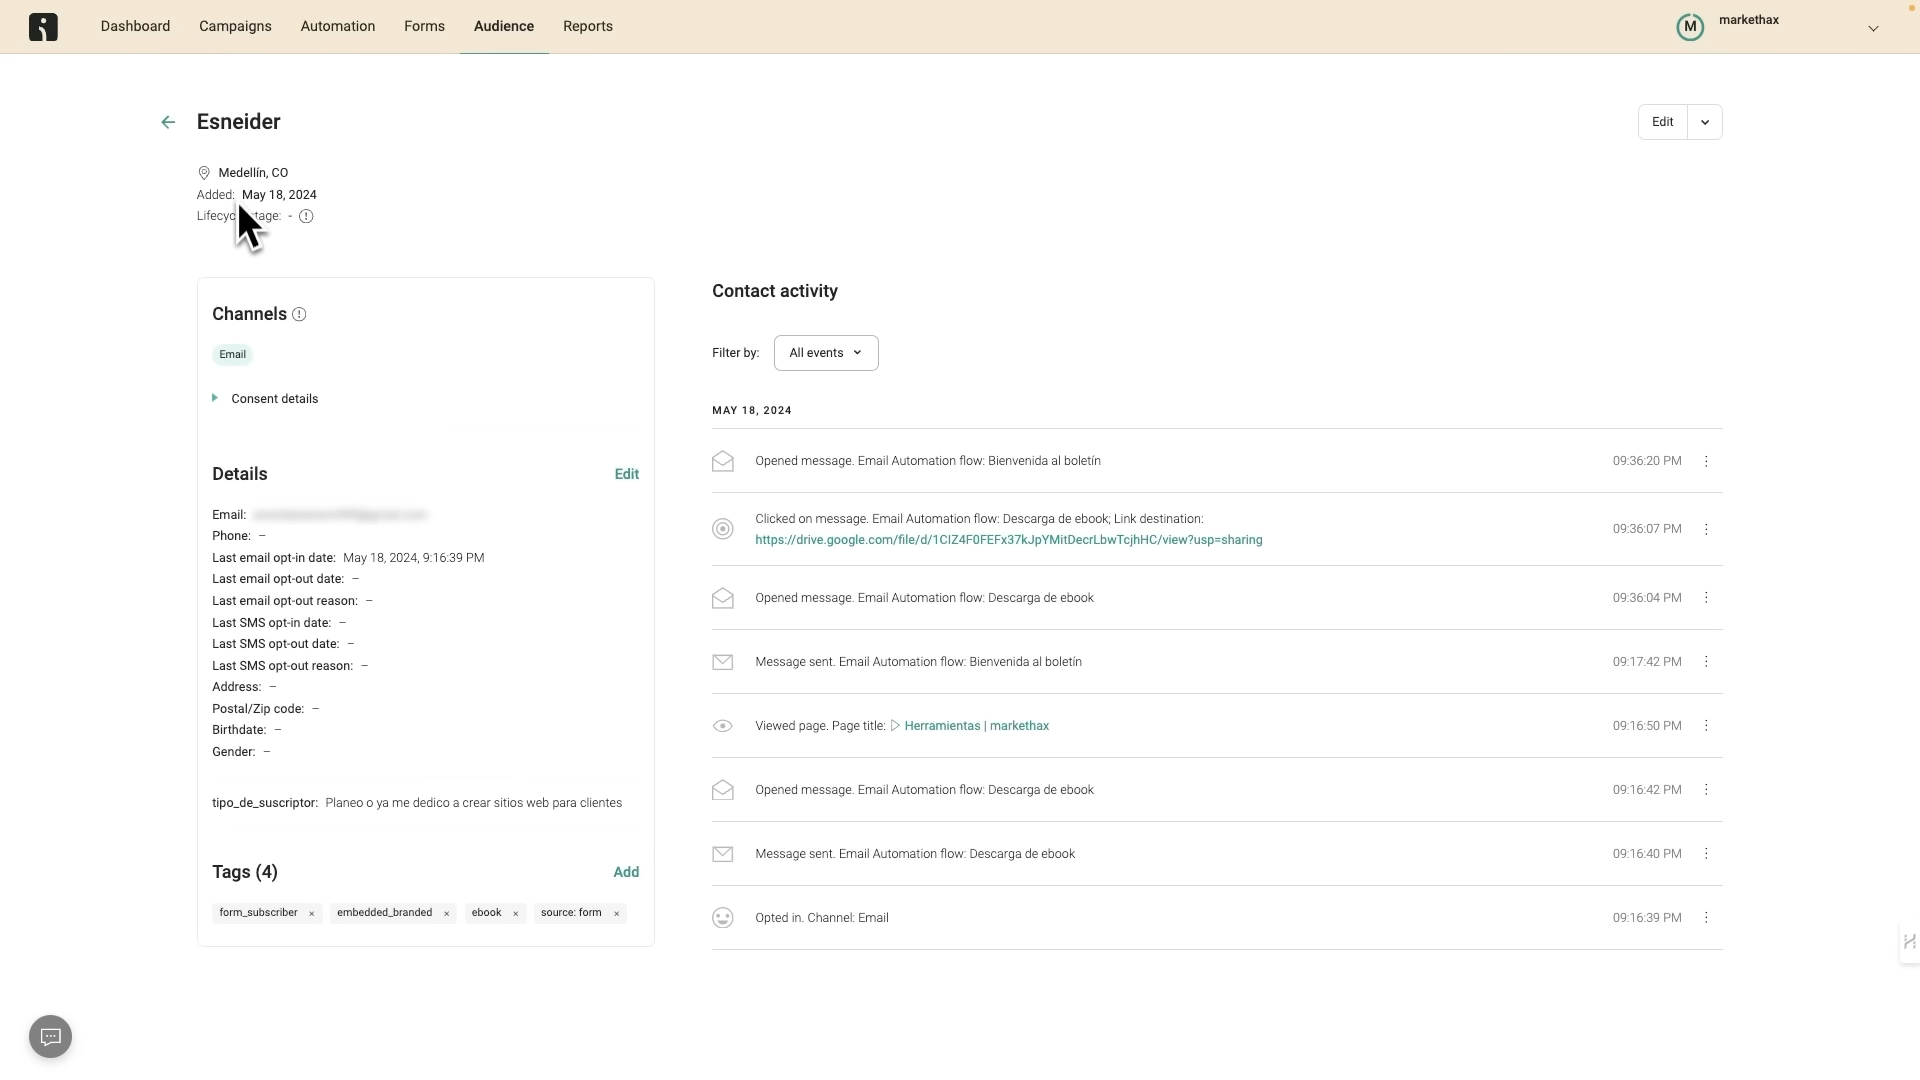 Dashboard
Campaigns
Automation
Forms
Audience
Reports
M
markethax
Esneider
Edit
Medellín, CO
Added: May 18, 2024
Channels
Email
Consent details
Details
Edit
Email:
Phone: –
Last email opt-in date: May 18, 2024, 9:16:39 PM
Last email opt-out date: –
Last email opt-out reason: –
Last SMS opt-in date: –
Last SMS opt-out date: –
Last SMS opt-out reason: –
Address: –
Postal/Zip code: –
Birthdate: –
Gender: –
tipo_de_suscriptor: Planeo o ya me dedico a crear sitios web para clientes
Tags (4)
Add
form_subscriber ×
embedded_branded ×
ebook ×
source: form ×
Contact activity
Filter by: All events
MAY 18, 2024
Opened message. Email Automation flow: Bienvenida al boletín 09:36:20 PM
Clicked on message. Email Automation flow: Descarga de ebook; Link destination:
https://drive.google.com/file/d/1CIZ4F0FEFx37kJpYMitDecrLbwTcjhHC/view?usp=sharing 09:36:07 PM
Opened message. Email Automation flow: Descarga de ebook 09:36:04 PM
Message sent. Email Automation flow: Bienvenida al boletín 09:17:42 PM
Viewed page. Page title: ▷ Herramientas | markethax 09:16:50 PM
Opened message. Email Automation flow: Descarga de ebook 09:16:42 PM
Message sent. Email Automation flow: Descarga de ebook 09:16:40 PM
Opted in. Channel: Email 09:16:39 PM